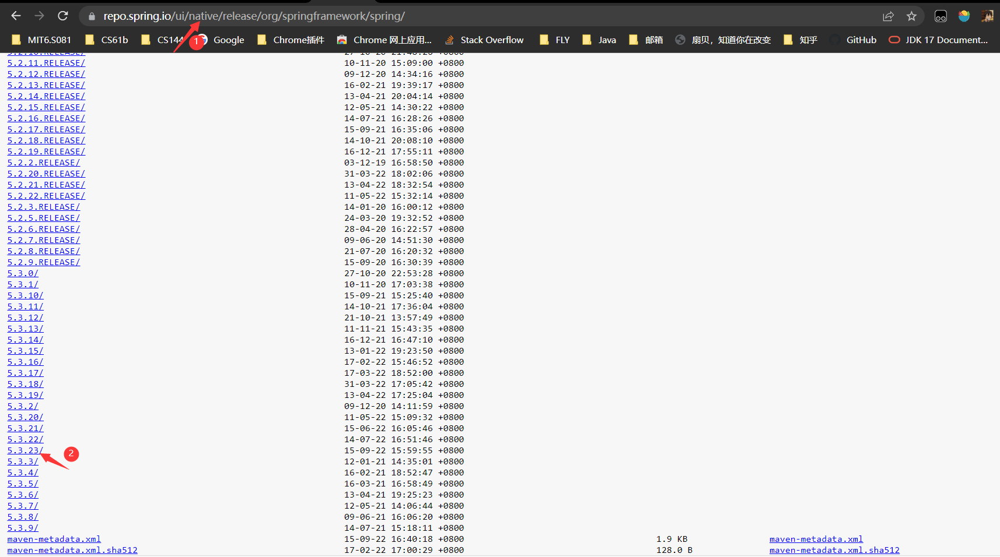 repo.spring.io/ui/native/release/org/springframework/spring/
MIT6.S081 CS61b CS144 Google Chrome插件 Chrome 网上应用... Stack Overflow FLY Java 邮箱 扇贝，知道你在改变 知乎 GitHub JDK 17 Document...
1
5.2.10.RELEASE/ 27-10-20 21:48:26 +0800
5.2.11.RELEASE/ 10-11-20 15:09:00 +0800
5.2.12.RELEASE/ 09-12-20 14:34:16 +0800
5.2.13.RELEASE/ 16-02-21 19:39:17 +0800
5.2.14.RELEASE/ 13-04-21 20:04:14 +0800
5.2.15.RELEASE/ 12-05-21 14:30:22 +0800
5.2.16.RELEASE/ 14-07-21 16:28:26 +0800
5.2.17.RELEASE/ 15-09-21 16:35:06 +0800
5.2.18.RELEASE/ 14-10-21 20:08:10 +0800
5.2.19.RELEASE/ 16-12-21 17:55:11 +0800
5.2.2.RELEASE/ 03-12-19 16:58:50 +0800
5.2.20.RELEASE/ 31-03-22 18:02:06 +0800
5.2.21.RELEASE/ 13-04-22 18:32:54 +0800
5.2.22.RELEASE/ 11-05-22 15:32:14 +0800
5.2.3.RELEASE/ 14-01-20 16:00:12 +0800
5.2.5.RELEASE/ 24-03-20 19:32:52 +0800
5.2.6.RELEASE/ 28-04-20 16:22:57 +0800
5.2.7.RELEASE/ 09-06-20 14:51:30 +0800
5.2.8.RELEASE/ 21-07-20 16:20:32 +0800
5.2.9.RELEASE/ 15-09-20 16:30:39 +0800
5.3.0/ 27-10-20 22:53:28 +0800
5.3.1/ 10-11-20 17:03:38 +0800
5.3.10/ 15-09-21 15:25:40 +0800
5.3.11/ 14-10-21 17:36:04 +0800
5.3.12/ 21-10-21 13:57:49 +0800
5.3.13/ 11-11-21 15:43:35 +0800
5.3.14/ 16-12-21 16:47:10 +0800
5.3.15/ 13-01-22 19:23:50 +0800
5.3.16/ 17-02-22 15:46:52 +0800
5.3.17/ 17-03-22 18:52:00 +0800
5.3.18/ 31-03-22 17:05:42 +0800
5.3.19/ 13-04-22 17:25:04 +0800
5.3.2/ 09-12-20 14:11:59 +0800
5.3.20/ 11-05-22 15:09:32 +0800
5.3.21/ 15-06-22 16:05:46 +0800
5.3.22/ 14-07-22 16:51:46 +0800
5.3.23/ 2 15-09-22 15:59:55 +0800
5.3.3/ 12-01-21 14:35:01 +0800
5.3.4/ 16-02-21 18:52:47 +0800
5.3.5/ 16-03-21 16:58:49 +0800
5.3.6/ 13-04-21 19:25:23 +0800
5.3.7/ 12-05-21 14:06:44 +0800
5.3.8/ 09-06-21 16:06:20 +0800
5.3.9/ 14-07-21 15:18:11 +0800
maven-metadata.xml 15-09-22 16:40:18 +0800 1.9 KB maven-metadata.xml
maven-metadata.xml.sha512 17-02-22 17:00:29 +0800 128.0 B maven-metadata.xml.sha512